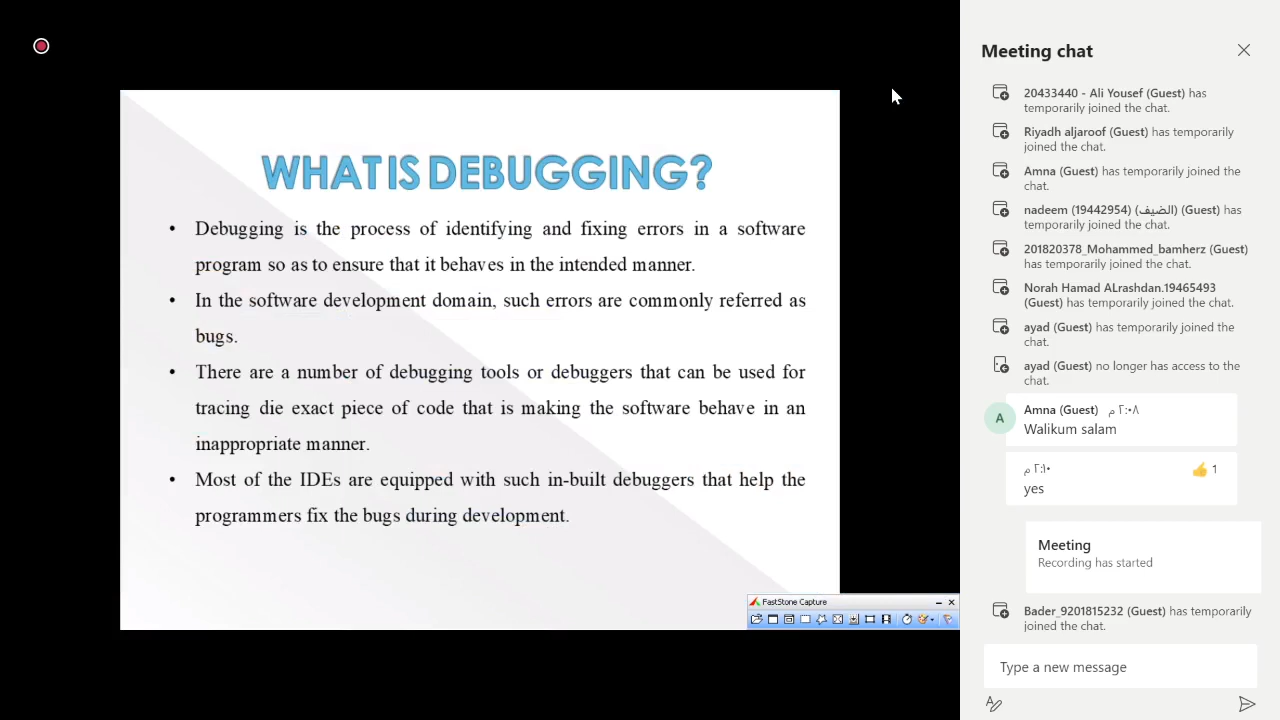 WHAT IS DEBUGGING?
• Debugging is the process of identifying and fixing errors in a software
program so as to ensure that it behaves in the intended manner.
• In the software development domain, such errors are commonly referred as
bugs.
• There are a number of debugging tools or debuggers that can be used for
tracing die exact piece of code that is making the software behave in an
inappropriate manner.
• Most of the IDEs are equipped with such in-built debuggers that help the
programmers fix the bugs during development.
FastStone Capture
Meeting chat
20433440 - Ali Yousef (Guest) has
temporarily joined the chat.
Riyadh aljaroof (Guest) has temporarily
joined the chat.
Amna (Guest) has temporarily joined the
chat.
nadeem (19442954) (الضيف) (Guest) has
temporarily joined the chat.
201820378_Mohammed_bamherz (Guest)
has temporarily joined the chat.
Norah Hamad ALrashdan.19465493
(Guest) has temporarily joined the chat.
ayad (Guest) has temporarily joined the
chat.
ayad (Guest) no longer has access to the
chat.
A
Amna (Guest) ٢:٠٨ م
Walikum salam
٢:١٠ م 👍 1
yes
Meeting
Recording has started
Bader_9201815232 (Guest) has temporarily
joined the chat.
Type a new message